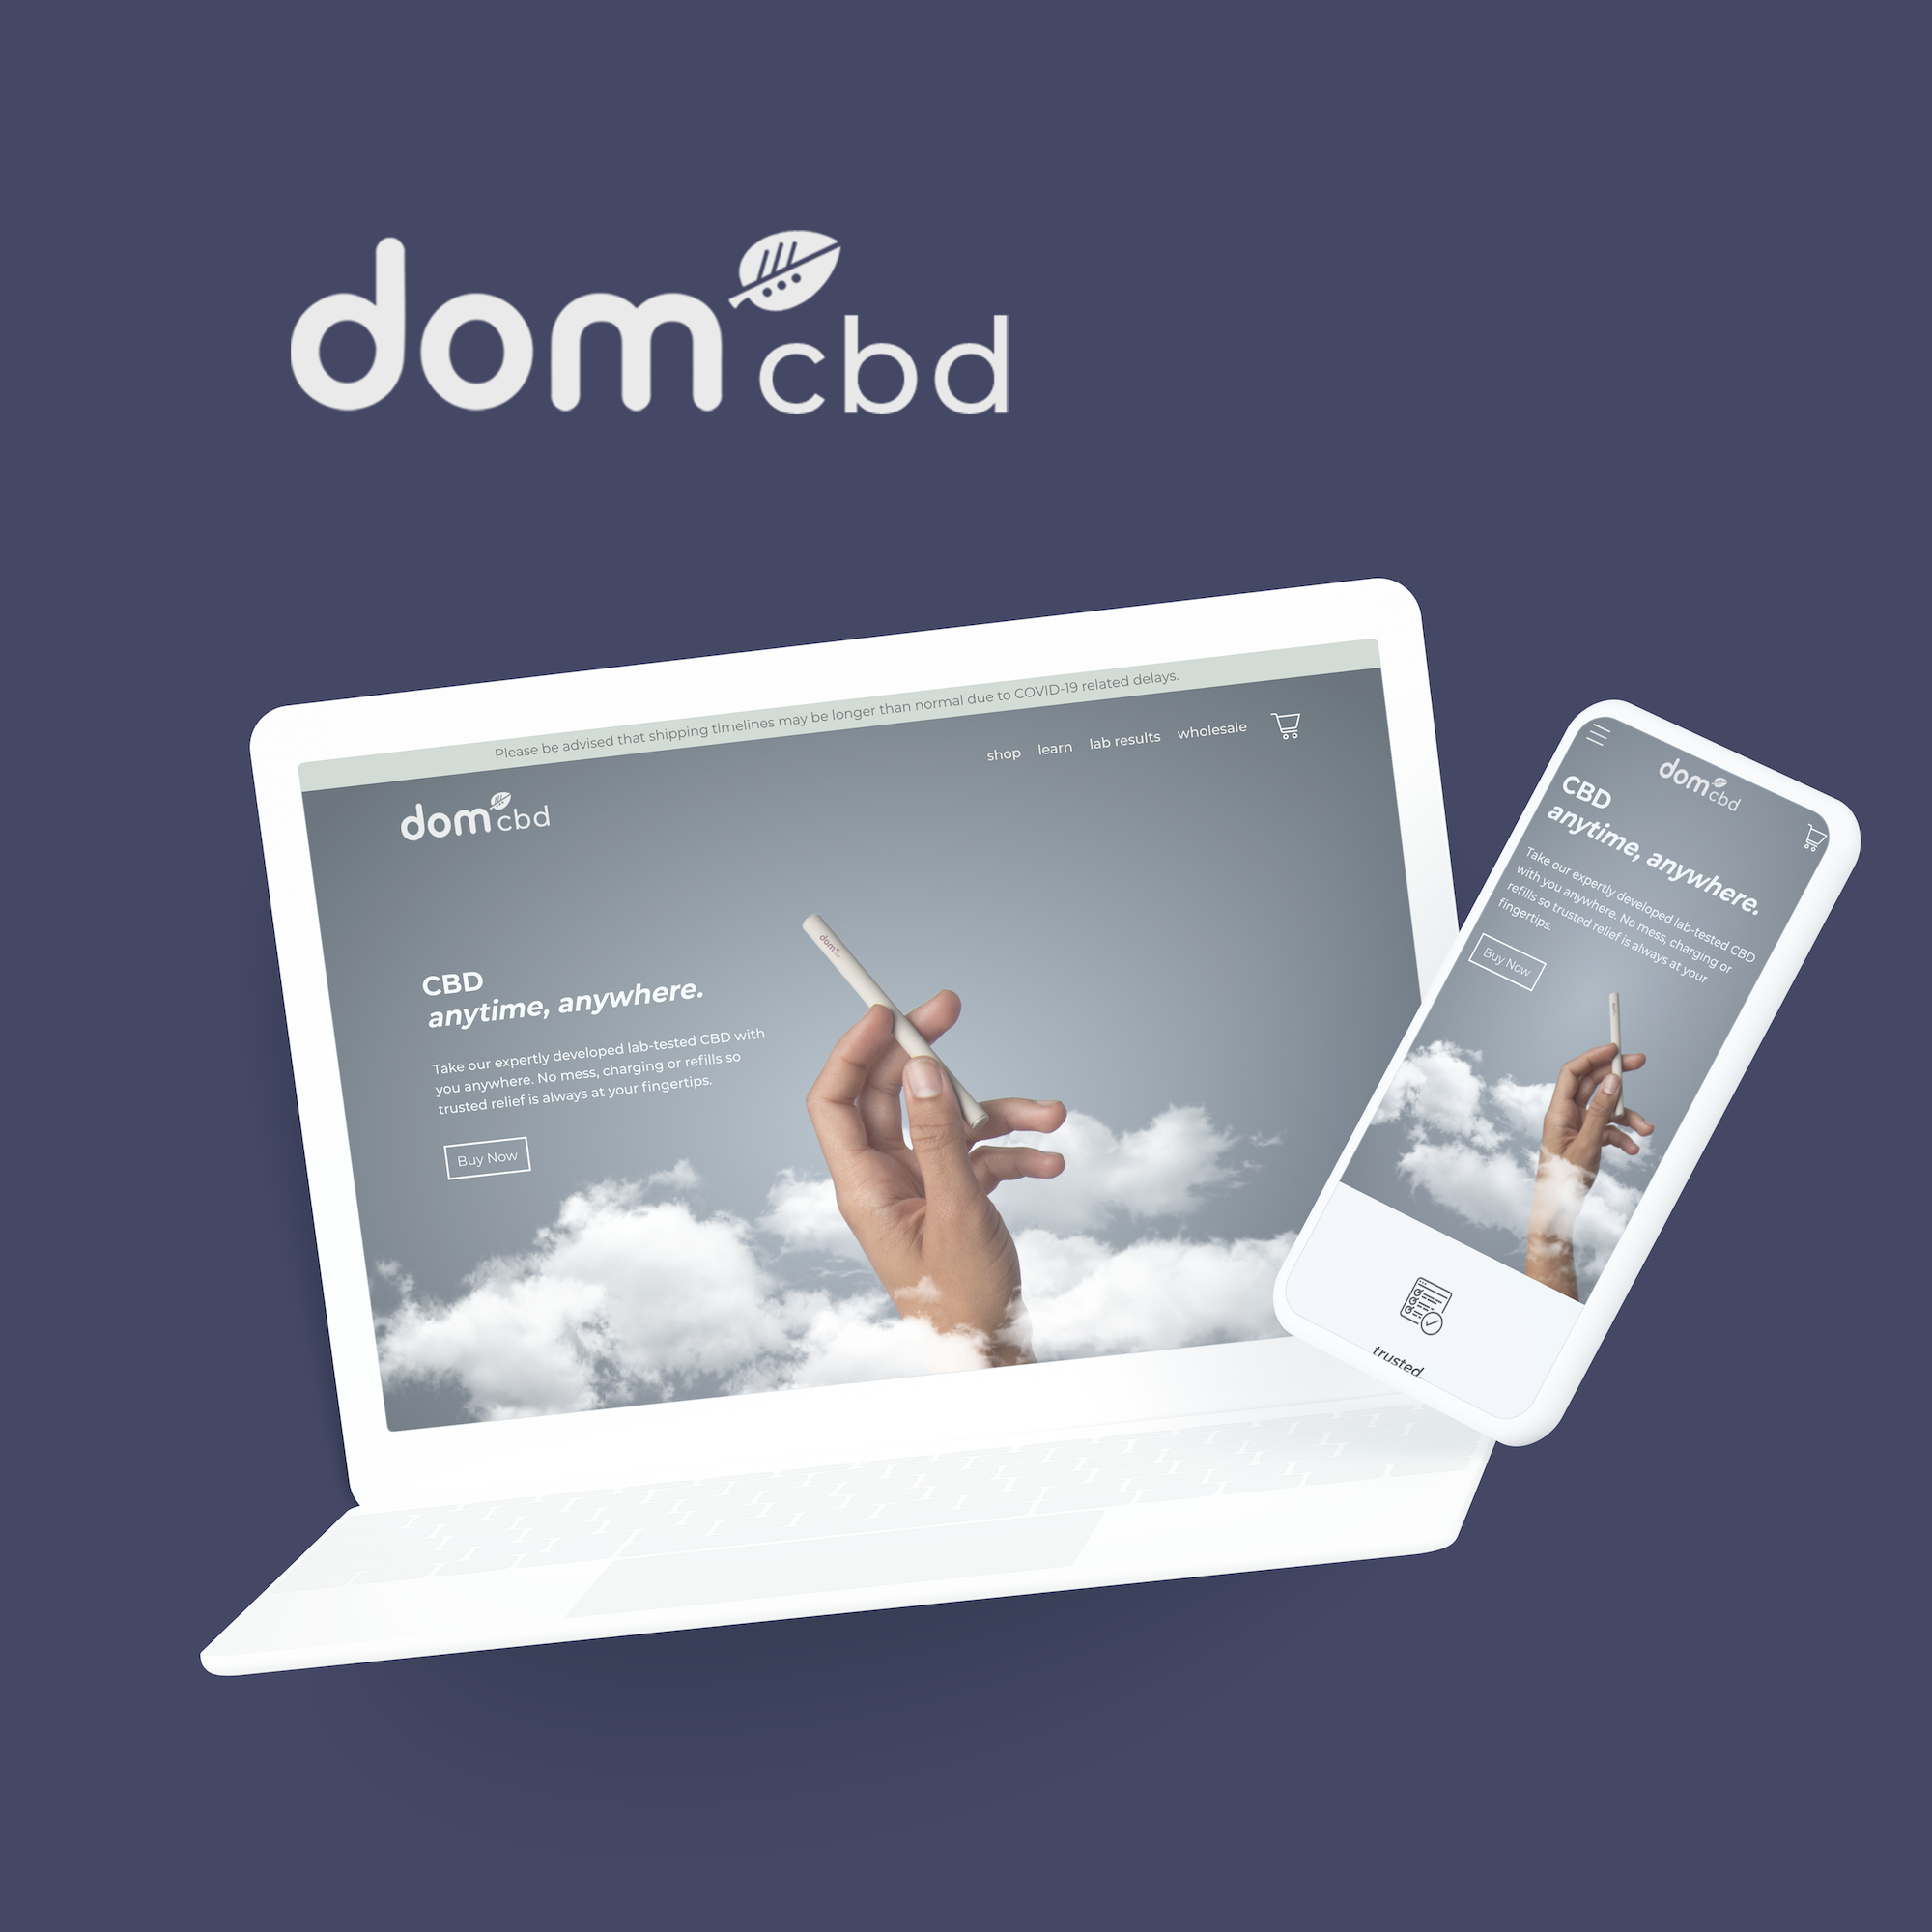 dom cbd
Please be advised that shipping timelines may be longer than normal due to COVID-19 related delays.
shop learn lab results wholesale
dom cbd
CBD
anytime, anywhere.
Take our expertly developed lab-tested CBD with
you anywhere. No mess, charging or refills so
trusted relief is always at your fingertips.
Buy Now
dom
dom cbd
CBD
anytime, anywhere.
Take our expertly developed lab-tested CBD
with you anywhere. No mess, charging or
refills so trusted relief is always at your
fingertips.
Buy Now
trusted.